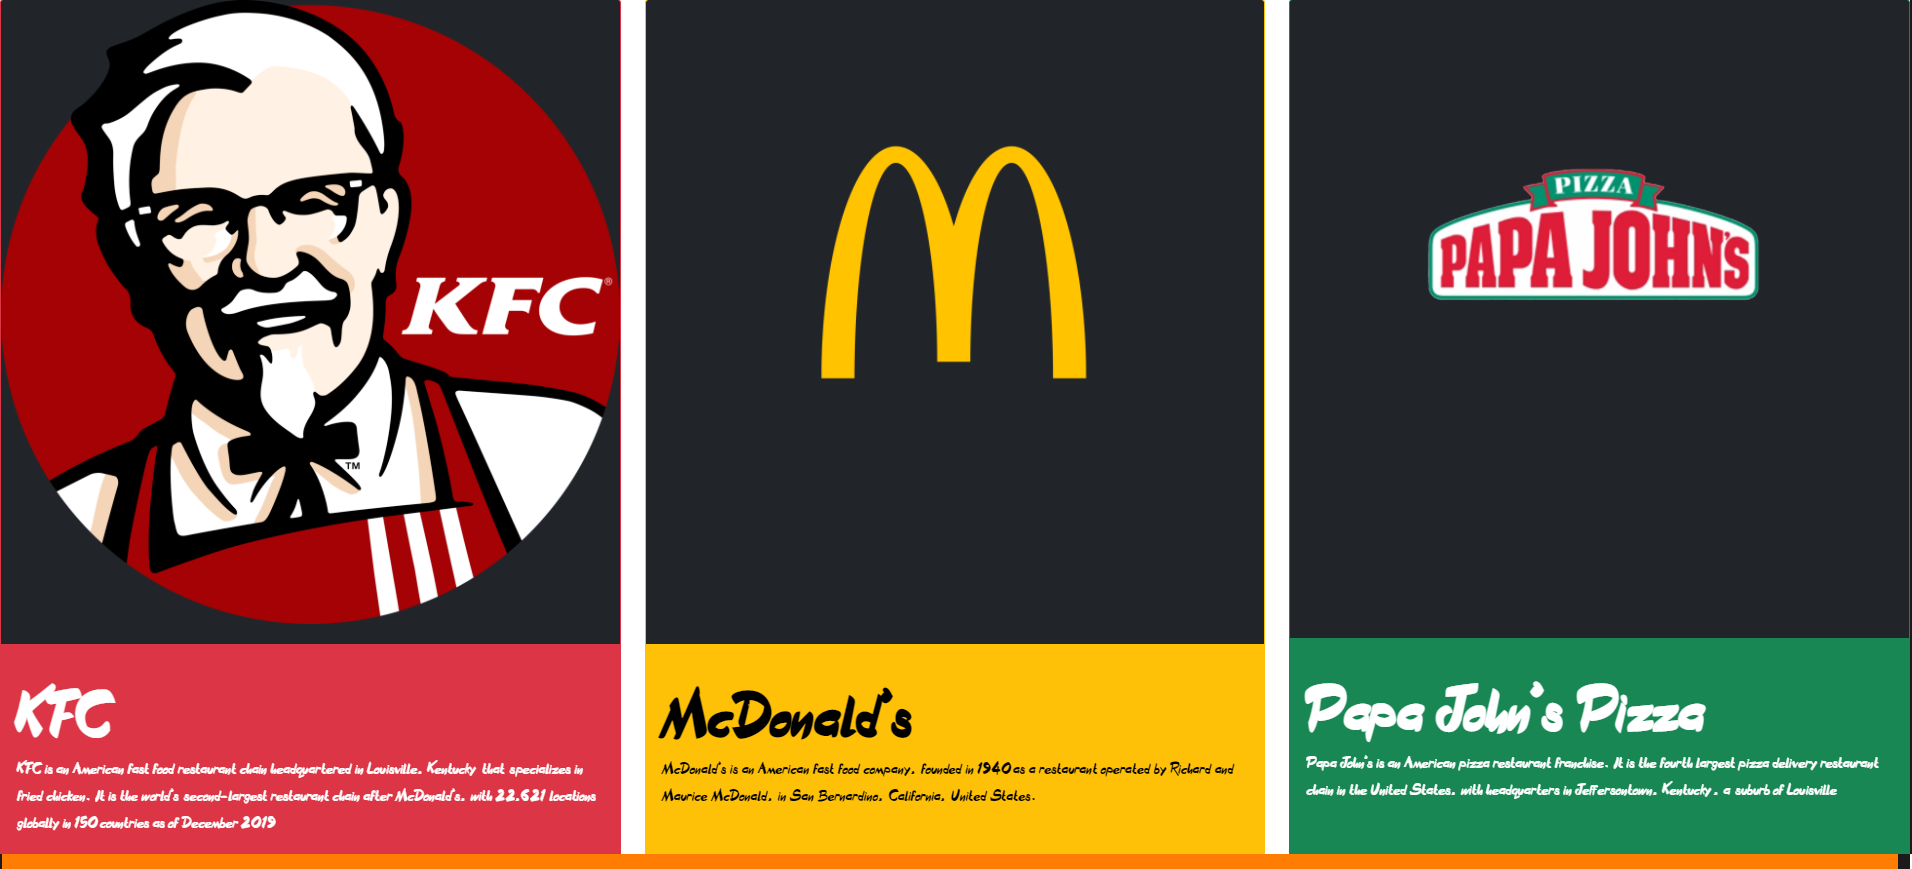 KFC®
TM
KFC
KFC is an American fast food restaurant chain headquartered in Louisville, Kentucky that specializes in
fried chicken. It is the world's second-largest restaurant chain after McDonald's, with 22,621 locations
globally in 150 countries as of December 2019
McDonald's
McDonald's is an American fast food company, founded in 1940 as a restaurant operated by Richard and
Maurice McDonald, in San Bernardino, California, United States.
PIZZA
PAPA JOHN'S
Papa John's Pizza
Papa John's is an American pizza restaurant franchise. It is the fourth largest pizza delivery restaurant
chain in the United States, with headquarters in Jeffersontown, Kentucky, a suburb of Louisville